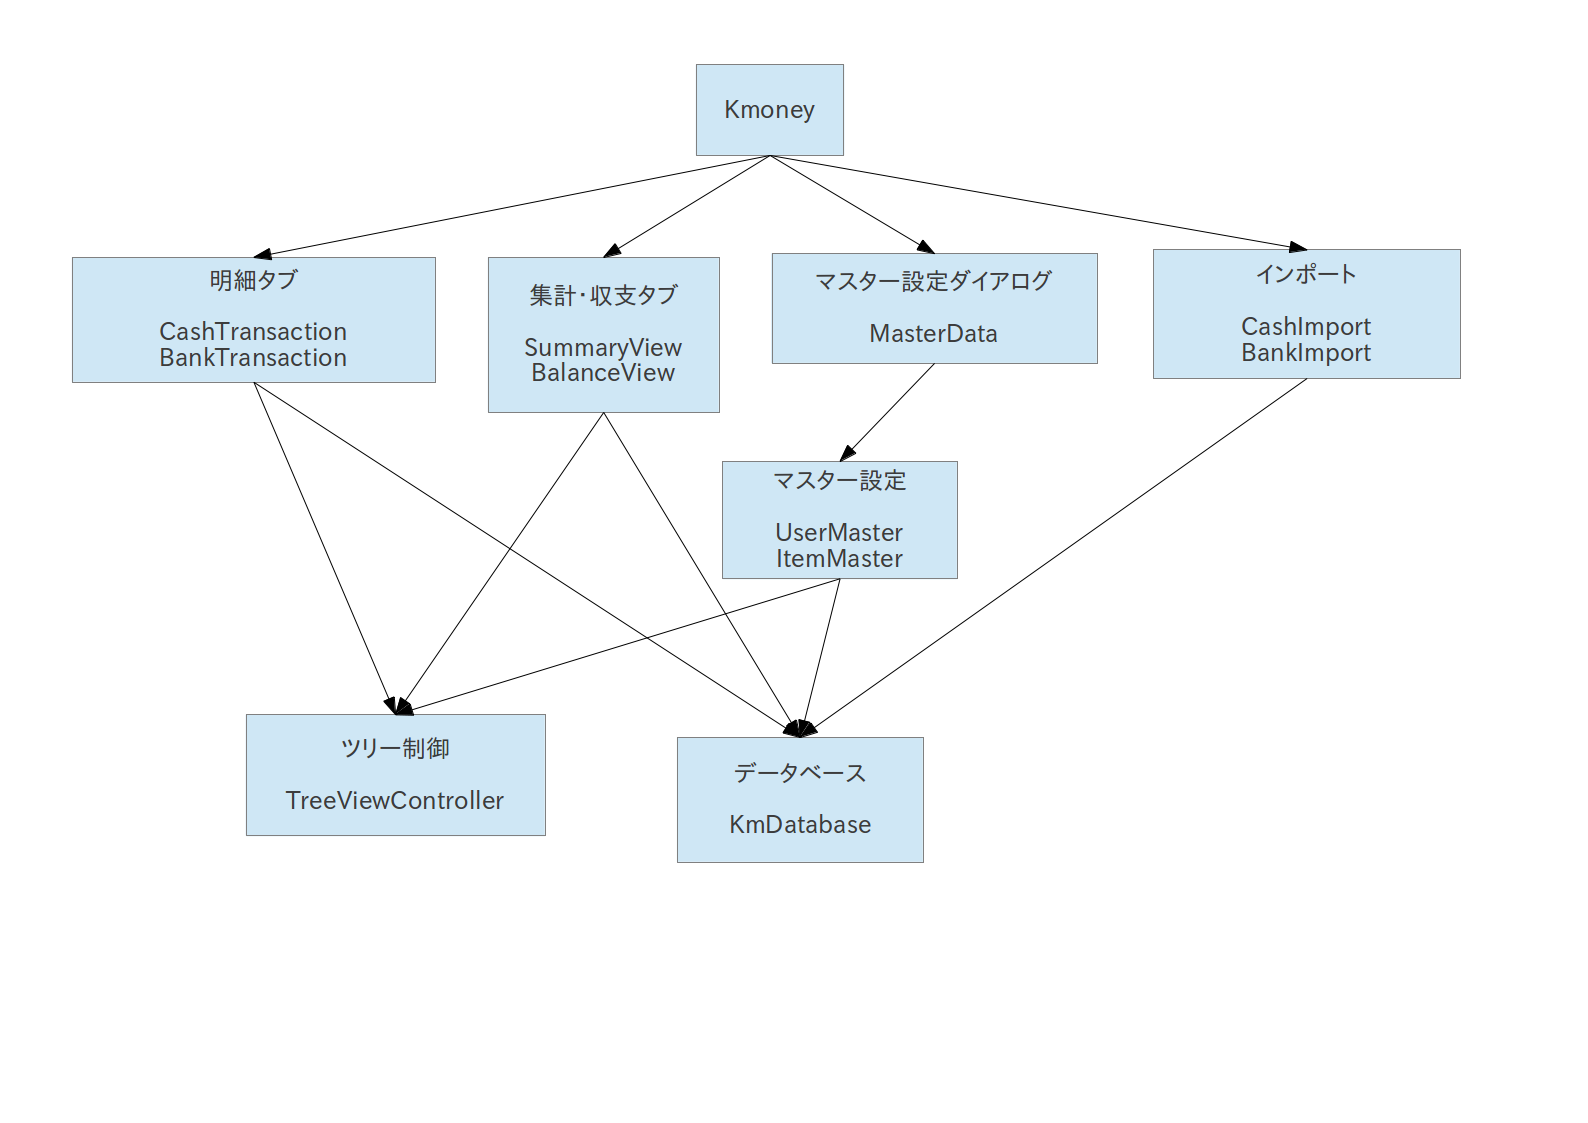 Kmoney
明細タブ
CashTransaction
BankTransaction
集計・収支タブ
SummaryView
BalanceView
マスター設定ダイアログ
MasterData
インポート
CashImport
BankImport
マスター設定
UserMaster
ItemMaster
ツリー制御
TreeViewController
データベース
KmDatabase